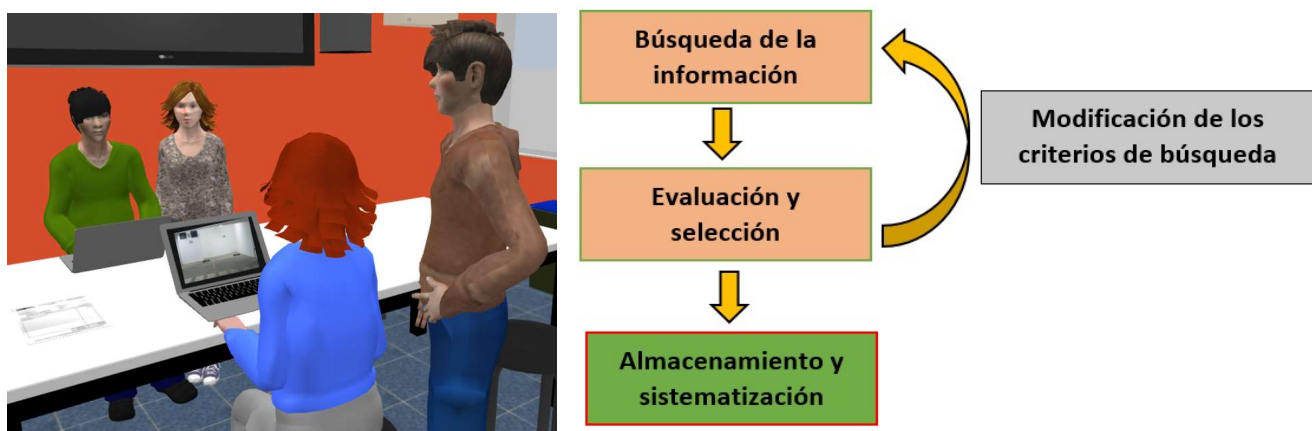 Búsqueda de la
información
Modificación de los
criterios de búsqueda
Evaluación y
selección
Almacenamiento y
sistematización